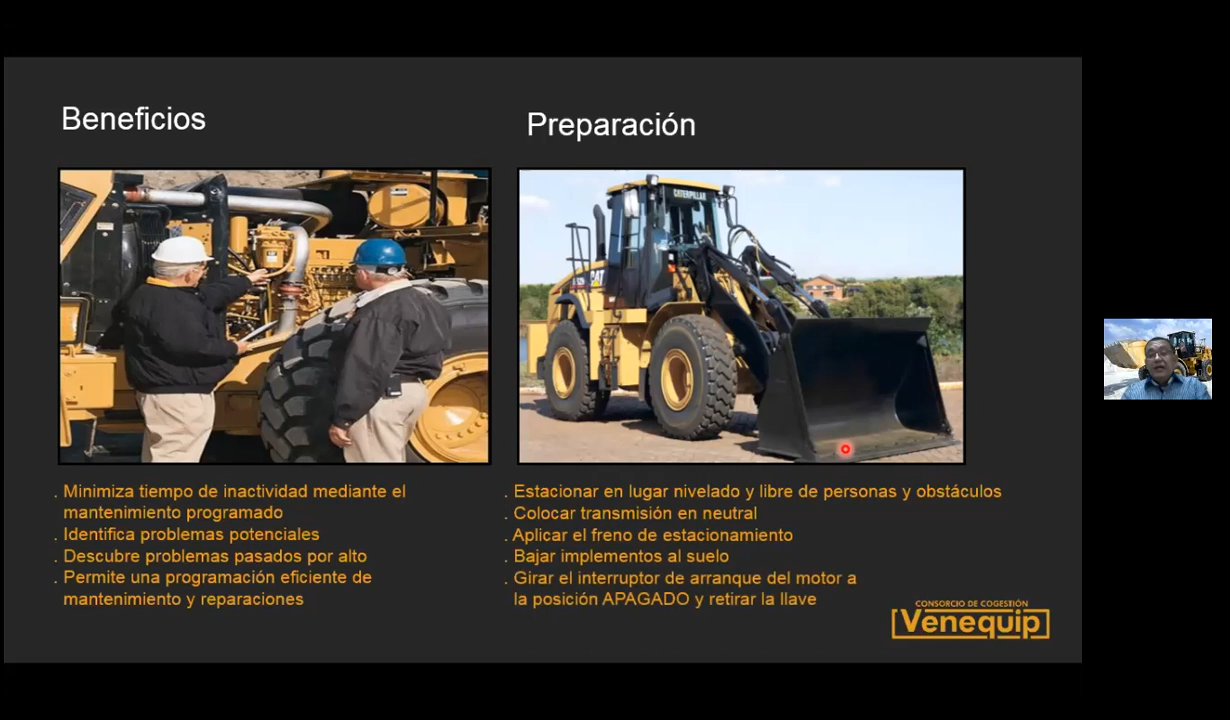 Beneficios
Preparación
CATERPILLAR
CAT
. Minimiza tiempo de inactividad mediante el
mantenimiento programado
. Identifica problemas potenciales
. Descubre problemas pasados por alto
. Permite una programación eficiente de
mantenimiento y reparaciones
. Estacionar en lugar nivelado y libre de personas y obstáculos
. Colocar transmisión en neutral
. Aplicar el freno de estacionamiento
. Bajar implementos al suelo
. Girar el interruptor de arranque del motor a
la posición APAGADO y retirar la llave
CONSORCIO DE COGESTIÓN
Venequip